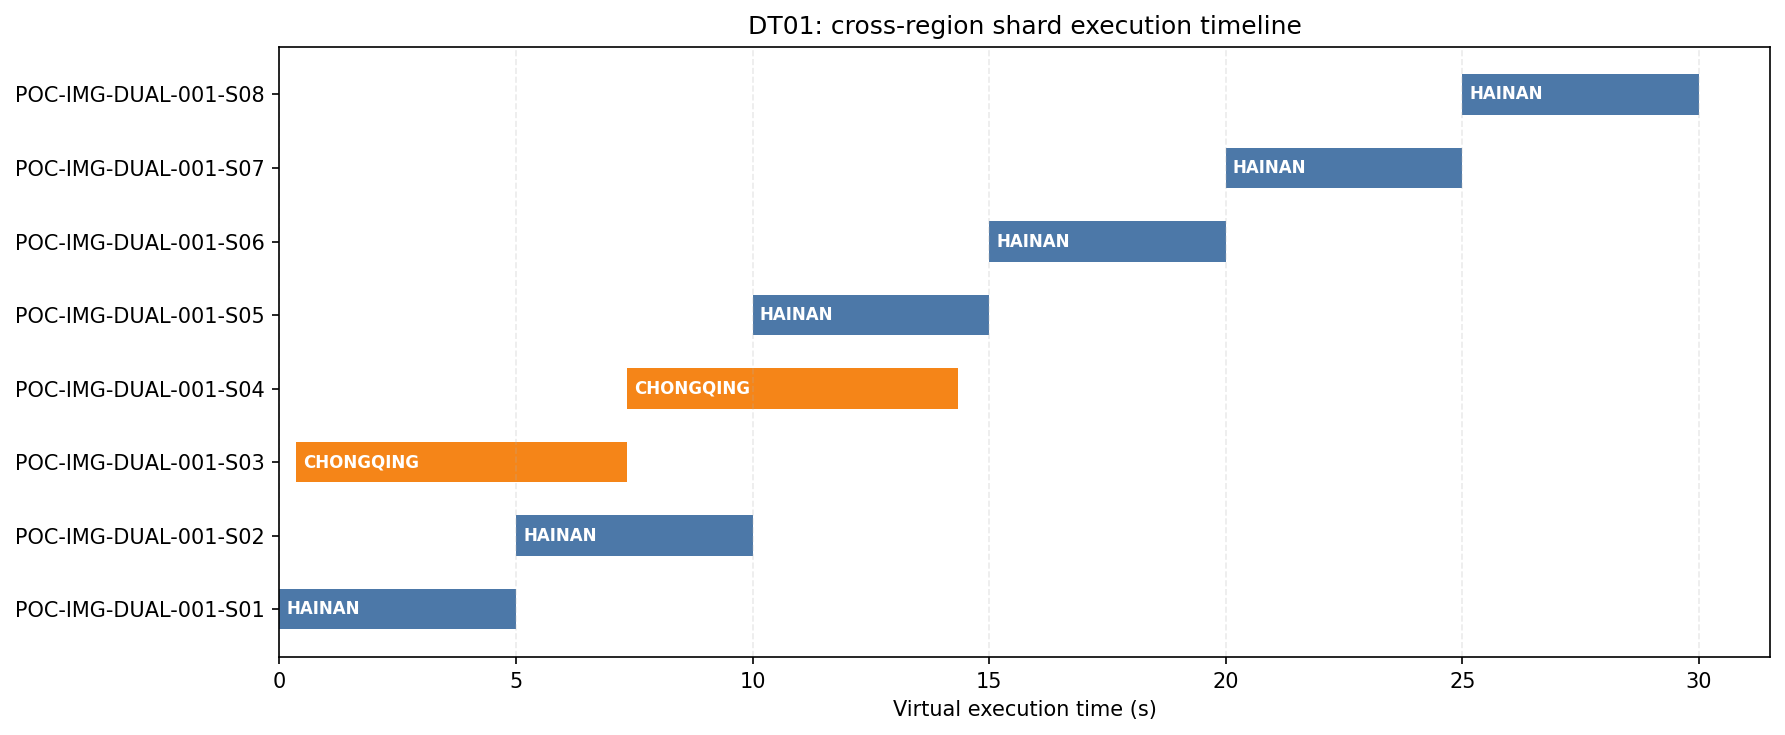 DT01: cross-region shard execution timeline
POC-IMG-DUAL-001-S08
HAINAN
POC-IMG-DUAL-001-S07
HAINAN
POC-IMG-DUAL-001-S06
HAINAN
POC-IMG-DUAL-001-S05
HAINAN
POC-IMG-DUAL-001-S04
CHONGQING
POC-IMG-DUAL-001-S03
CHONGQING
POC-IMG-DUAL-001-S02
HAINAN
POC-IMG-DUAL-001-S01
HAINAN
0 5 10 15 20 25 30
Virtual execution time (s)